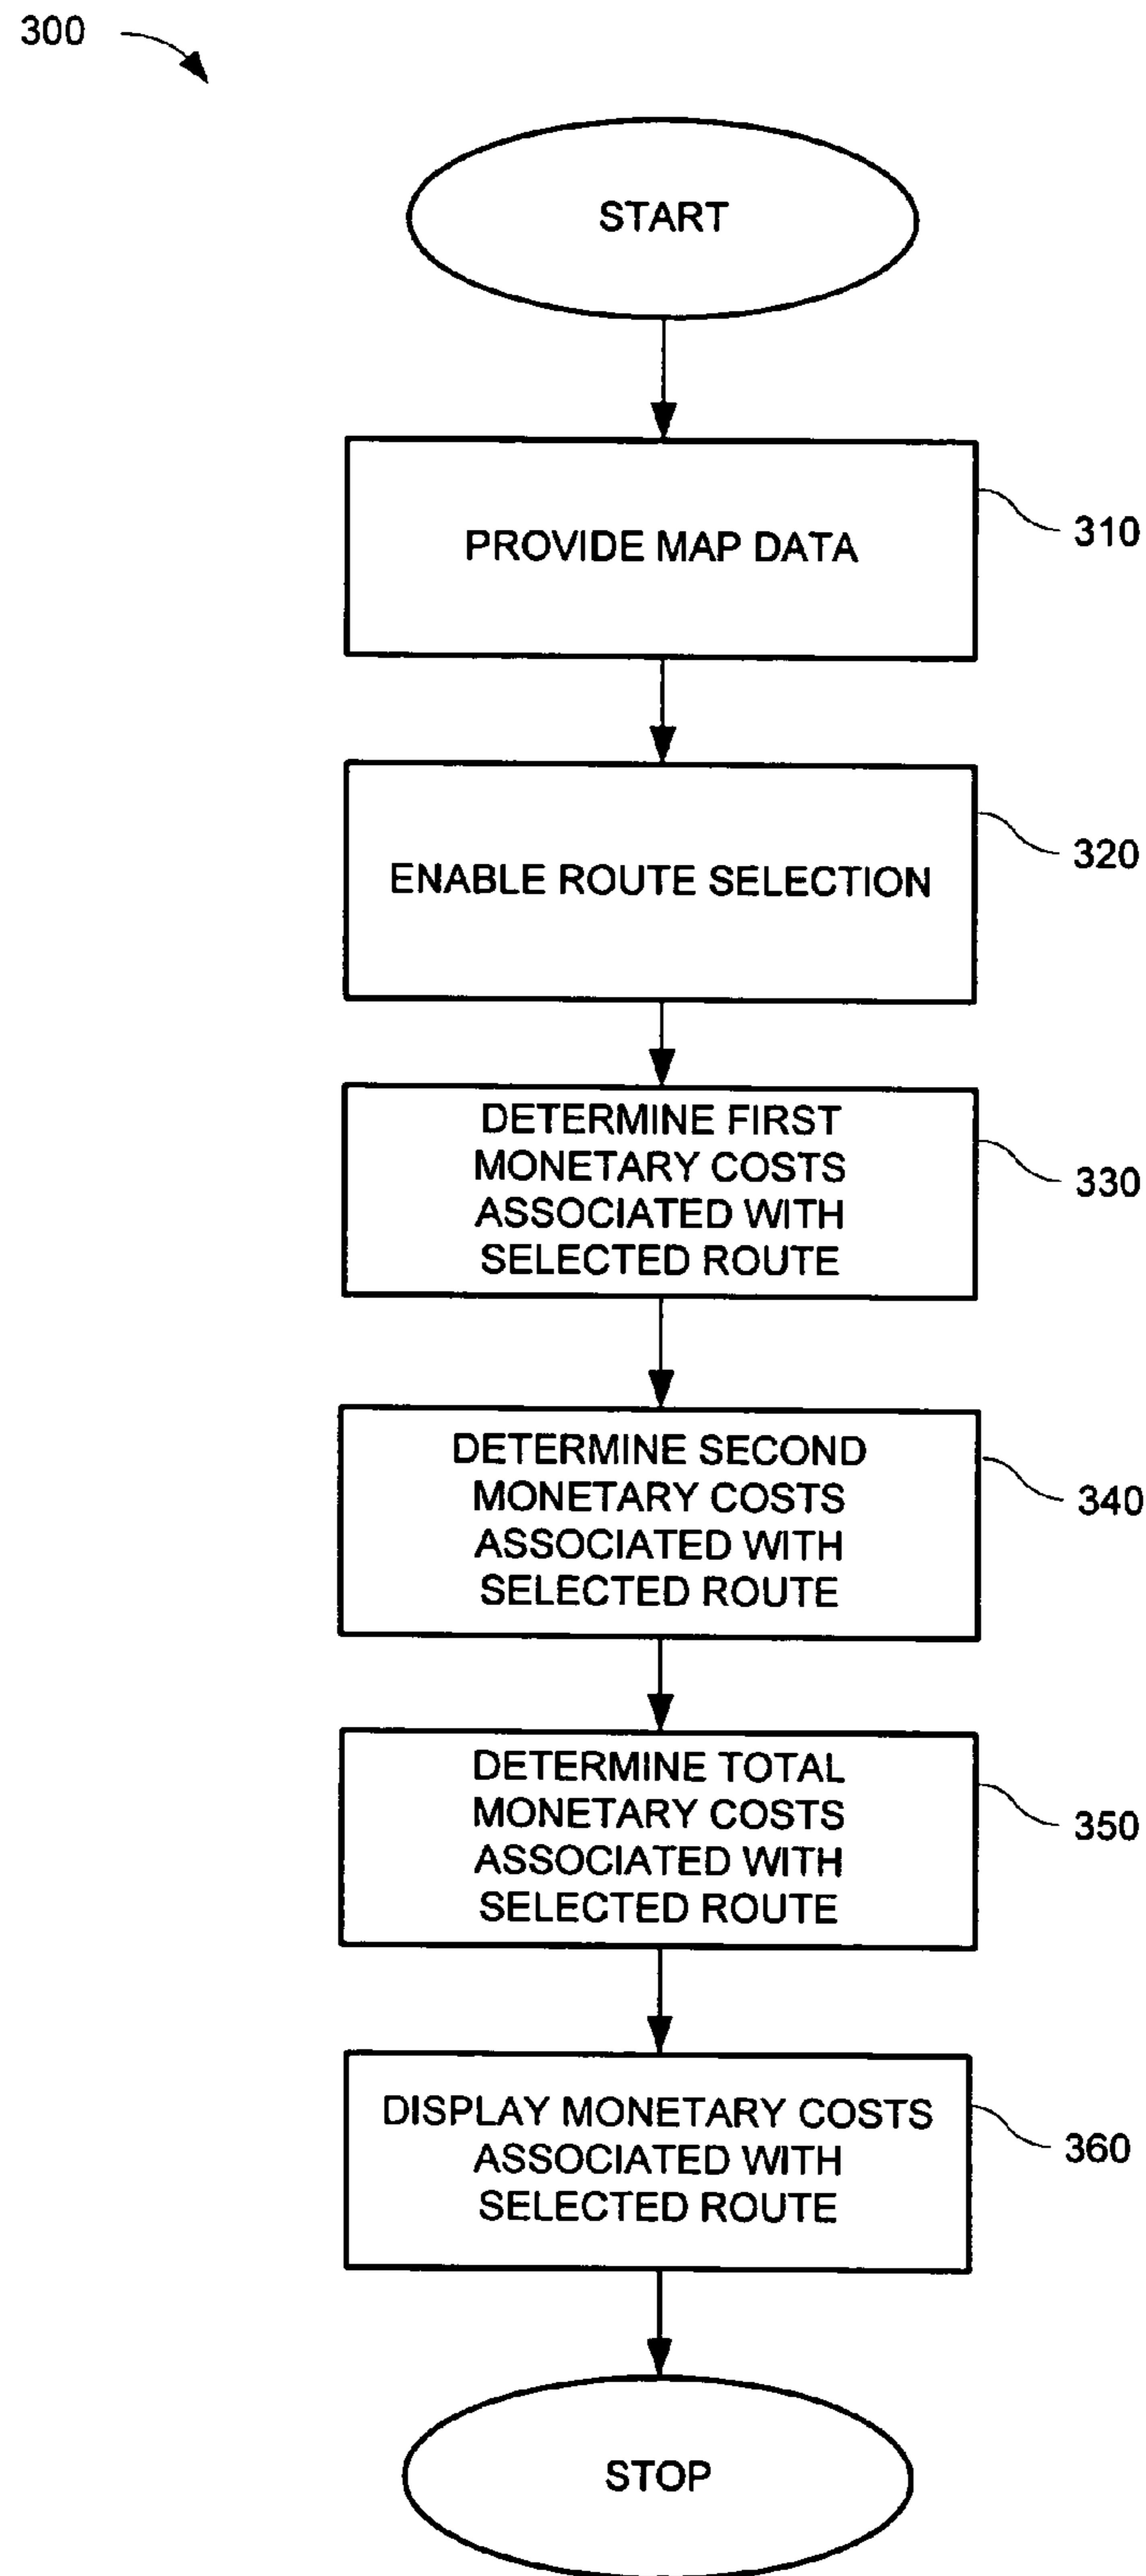 300
START
PROVIDE MAP DATA
310
ENABLE ROUTE SELECTION
320
DETERMINE FIRST
MONETARY COSTS
ASSOCIATED WITH
SELECTED ROUTE
330
DETERMINE SECOND
MONETARY COSTS
ASSOCIATED WITH
SELECTED ROUTE
340
DETERMINE TOTAL
MONETARY COSTS
ASSOCIATED WITH
SELECTED ROUTE
350
DISPLAY MONETARY COSTS
ASSOCIATED WITH
SELECTED ROUTE
360
STOP